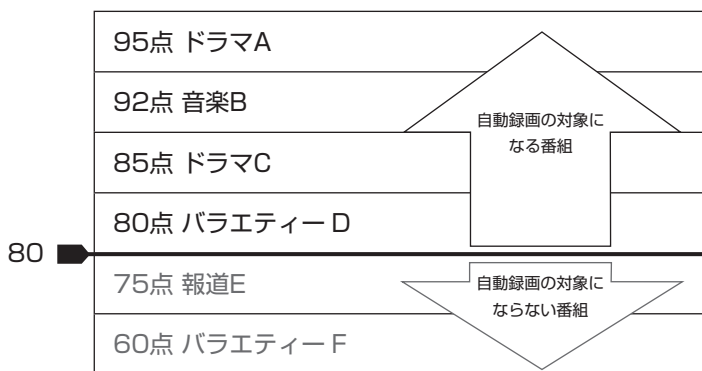 95点 ドラマA
92点 音楽B
自動録画の対象に
なる番組
85点 ドラマC
80点 バラエティー D
80
75点 報道E
自動録画の対象に
ならない番組
60点 バラエティー F